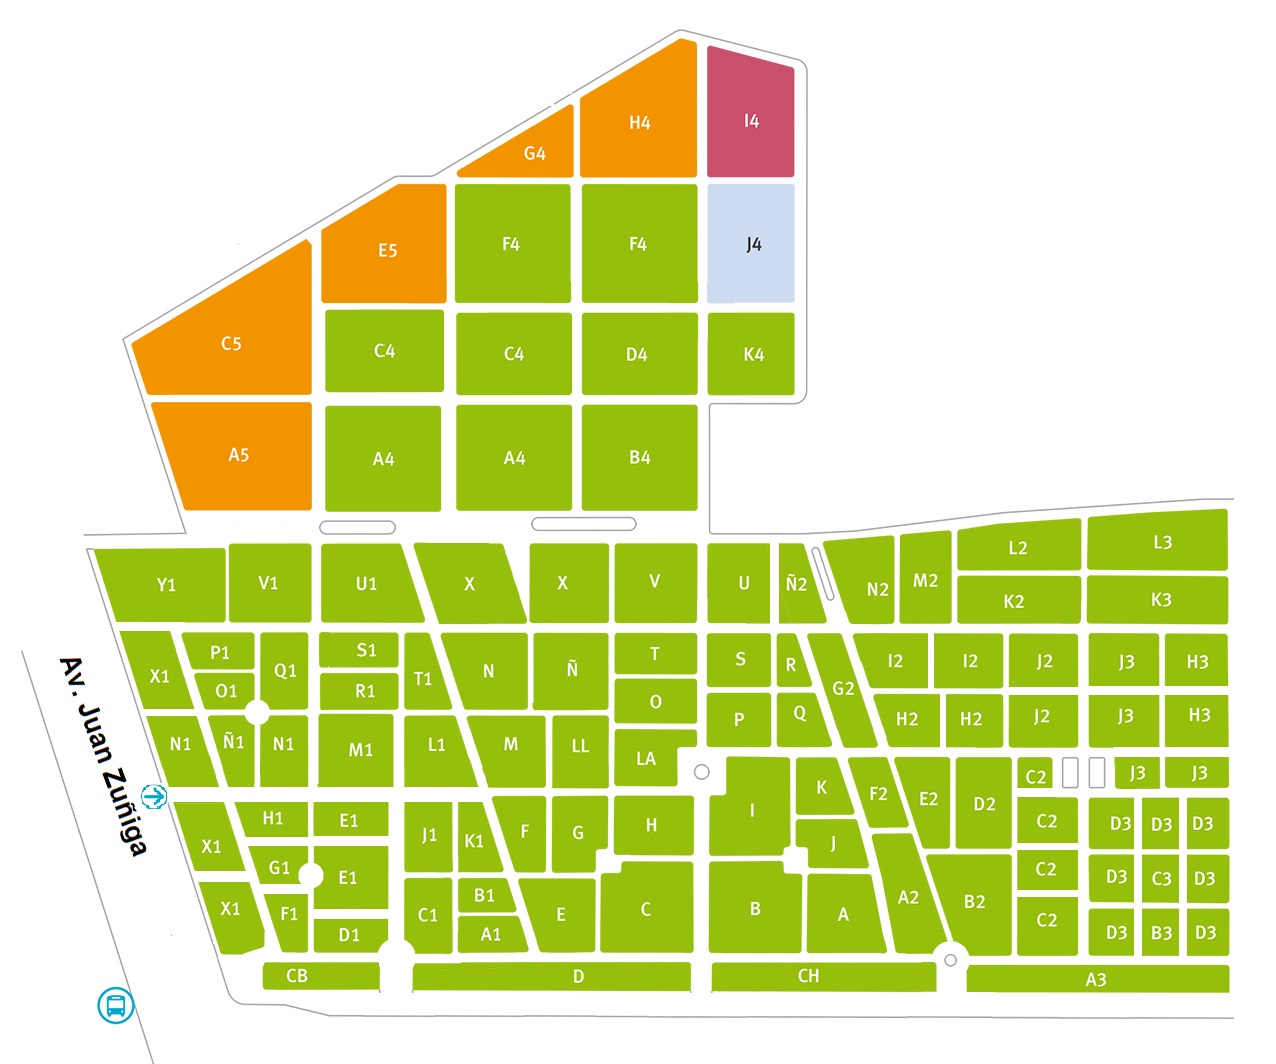 H4
I4
G4
E5
F4
F4
J4
C5
C4
C4
D4
K4
A5
A4
A4
B4
Y1
V1
U1
X
X
V
U
Ñ2
N2
M2
L2
L3
K2
K3
X1
P1
O1
Q1
S1
R1
T1
N
Ñ
T
O
S
R
G2
I2
I2
J2
J3
H3
P
Q
H2
H2
J2
J3
H3
N1
Ñ1
N1
M1
L1
M
LL
LA
I
K
F2
E2
D2
C2
J3
J3
Av. Juan Zuñiga
X1
H1
E1
J1
K1
F
G
H
J
C2
D3
D3
D3
G1
E1
C2
D3
C3
D3
X1
F1
D1
C1
B1
A1
E
C
B
A
A2
B2
C2
D3
B3
D3
CB
D
CH
A3